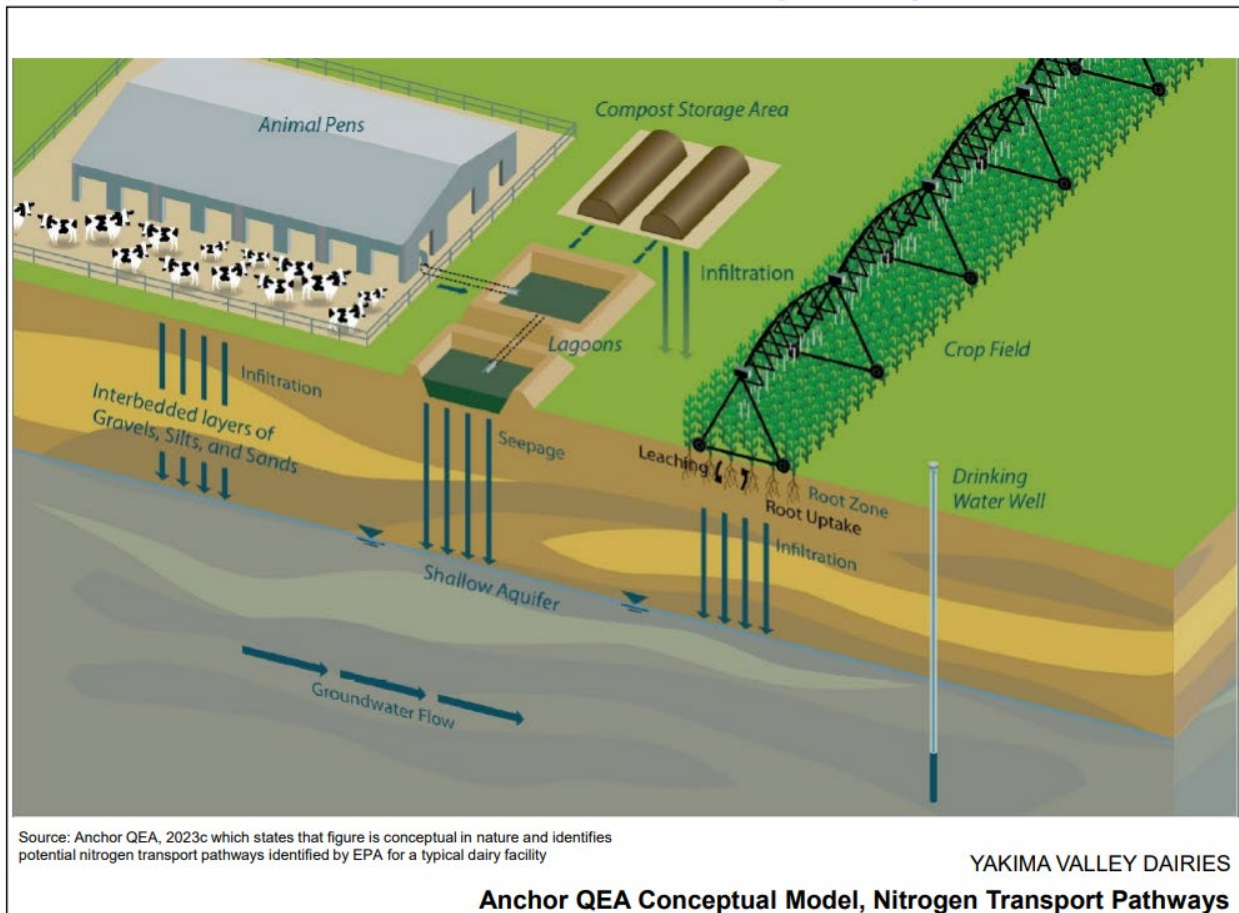 Animal Pens
Compost Storage Area
Infiltration
Lagoons
Crop Field
Infiltration
Interbedded layers of
Gravels, Silts, and Sands
Seepage
Leaching
Root Zone
Root Uptake
Drinking
Water Well
Infiltration
Shallow Aquifer
Groundwater Flow
Source: Anchor QEA, 2023c which states that figure is conceptual in nature and identifies
potential nitrogen transport pathways identified by EPA for a typical dairy facility
YAKIMA VALLEY DAIRIES
Anchor QEA Conceptual Model, Nitrogen Transport Pathways